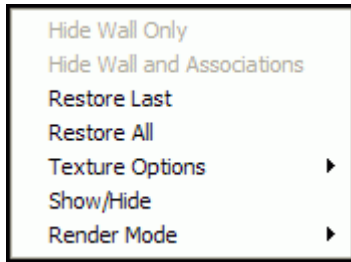 Hide Wall Only
Hide Wall and Associations
Restore Last
Restore All
Texture Options
Show/Hide
Render Mode